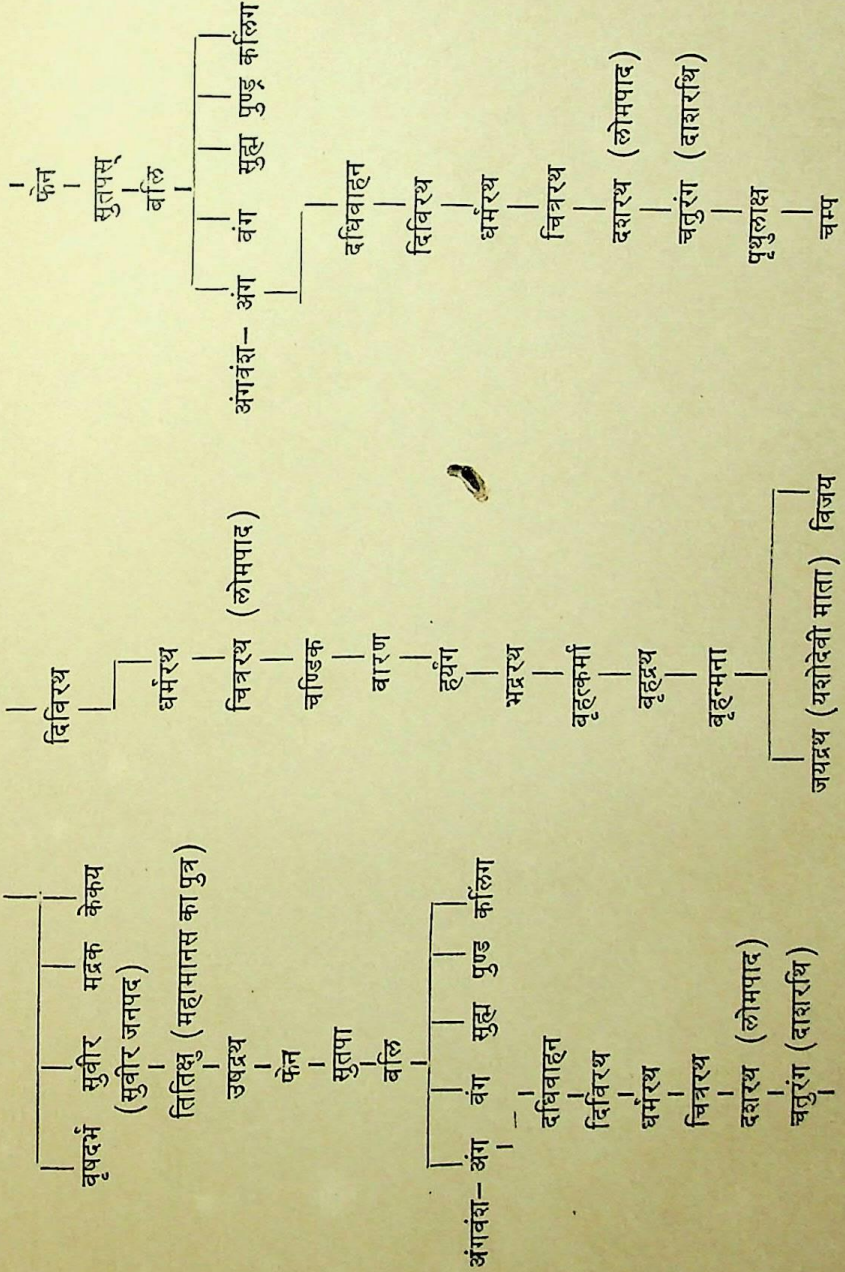 वृषदर्भ सुवीर मद्रक केकय
(सुवीर जनपद)
तितिक्षु (महामानस का पुत्र)
उषद्रथ
फेन
सुतपा
बलि
अंगवंश– अंग वंग सुह्म पुण्ड कलिंग
दधिवाहन
दिविरथ
धर्मरथ
चित्ररथ
दशरथ (लोमपाद)
चतुरंग (दाशरथि)
दिविरथ
धर्मरथ
चित्ररथ (लोमपाद)
चण्डिक
वारण
हयंग
भद्ररथ
बृहत्कर्मा
बृहद्रथ
बृहन्मना
जयद्रथ (यशोदेवी माता) विजय
फेन
सुतपस्
बलि
अंगवंश– अंग वंग सुह्म पुण्ड्र कलिंग
दधिवाहन
दिविरथ
धर्मरथ
चित्ररथ
दशरथ (लोमपाद)
चतुरंग (दाशरथि)
पृथुलाक्ष
चम्प